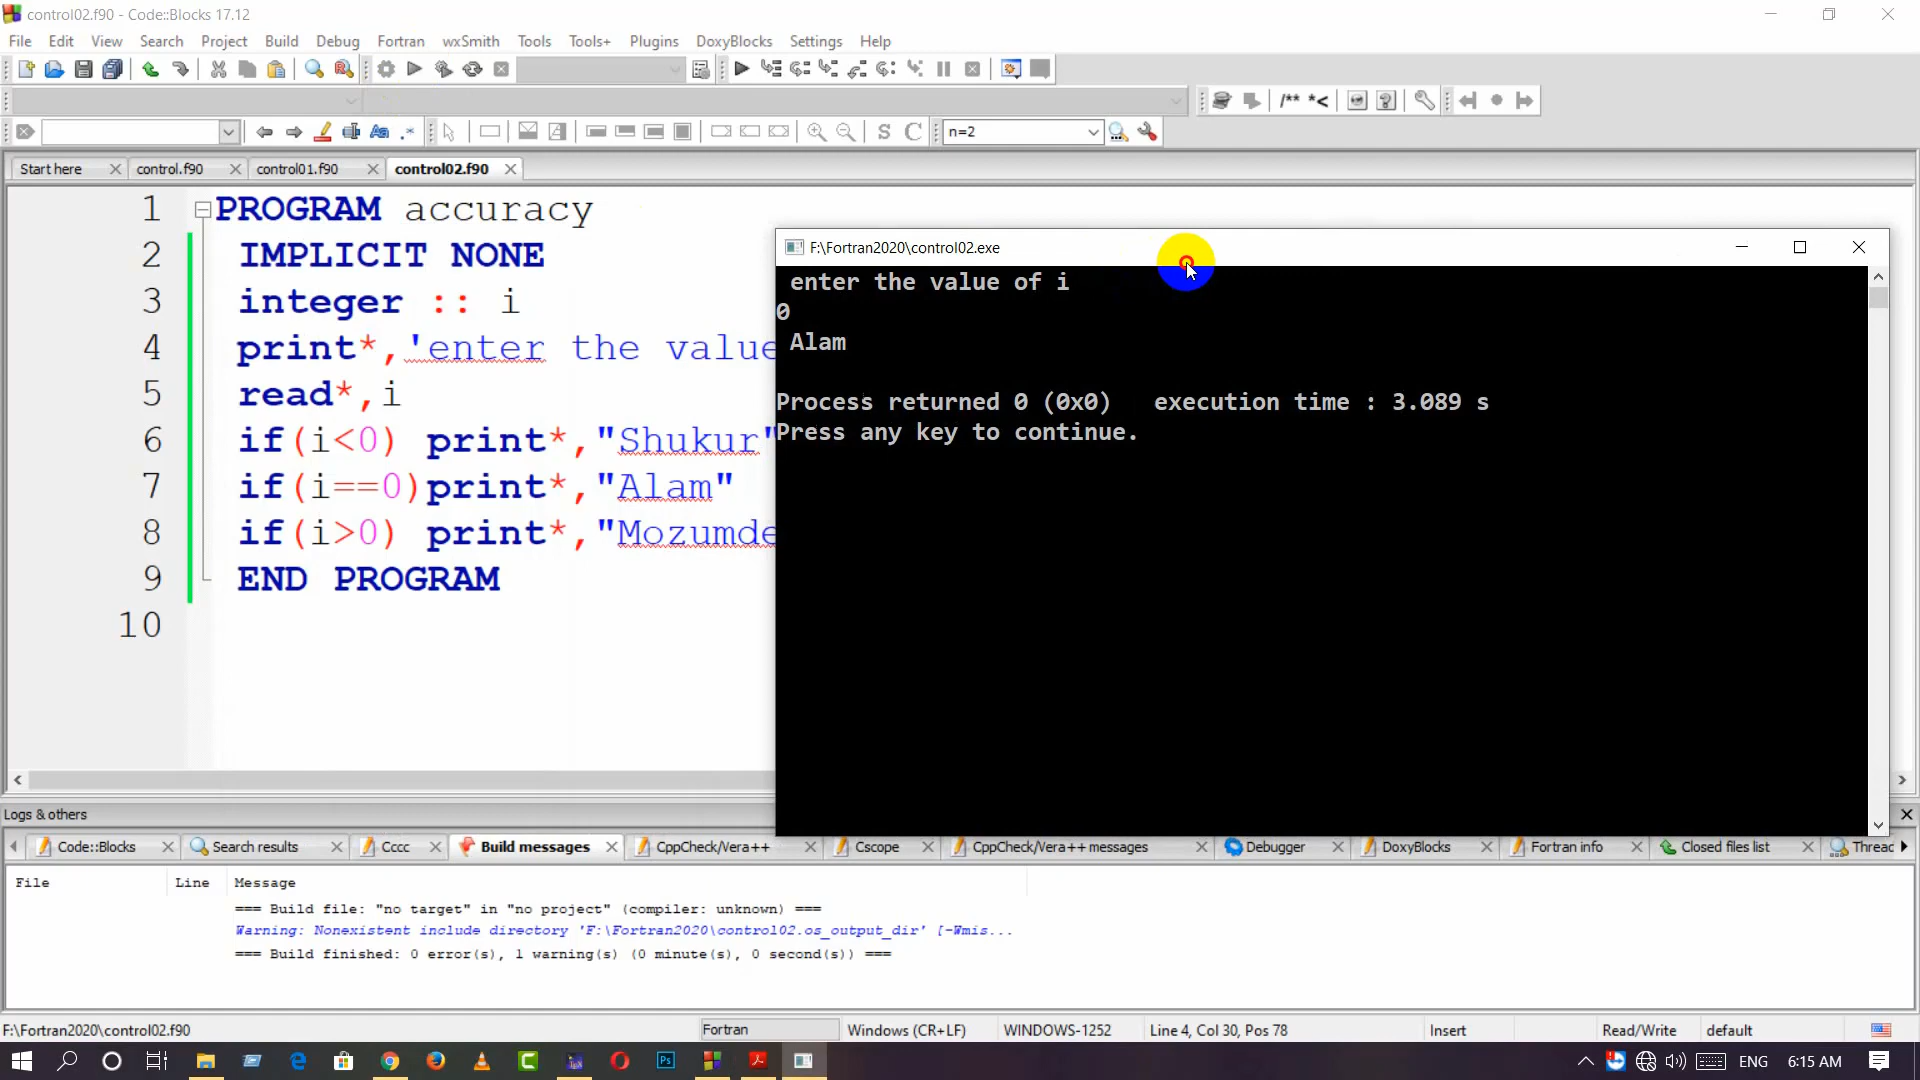 control02.f90 - Code::Blocks 17.12
File Edit View Search Project Build Debug Fortran wxSmith Tools Tools+ Plugins DoxyBlocks Settings Help
/** *<
n=2
Start here control.f90 control01.f90 control02.f90
1 PROGRAM accuracy
2 IMPLICIT NONE
3 integer :: i
4 print*,'enter the value
5 read*,i
6 if(i<0) print*,"Shukur"
7 if(i==0)print*,"Alam"
8 if(i>0) print*,"Mozumde
9 END PROGRAM
10
F:\Fortran2020\control02.exe
enter the value of i
0
Alam
Process returned 0 (0x0) execution time : 3.089 s
Press any key to continue.
Logs & others
Code::Blocks Search results Cccc Build messages CppCheck/Vera++ Cscope CppCheck/Vera++ messages Debugger DoxyBlocks Fortran info Closed files list Threac
File Line Message
=== Build file: "no target" in "no project" (compiler: unknown) ===
Warning: Nonexistent include directory 'F:\Fortran2020\control02.os_output_dir' [-Wmis...
=== Build finished: 0 error(s), 1 warning(s) (0 minute(s), 0 second(s)) ===
F:\Fortran2020\control02.f90 Fortran Windows (CR+LF) WINDOWS-1252 Line 4, Col 30, Pos 78 Insert Read/Write default
ENG 6:15 AM